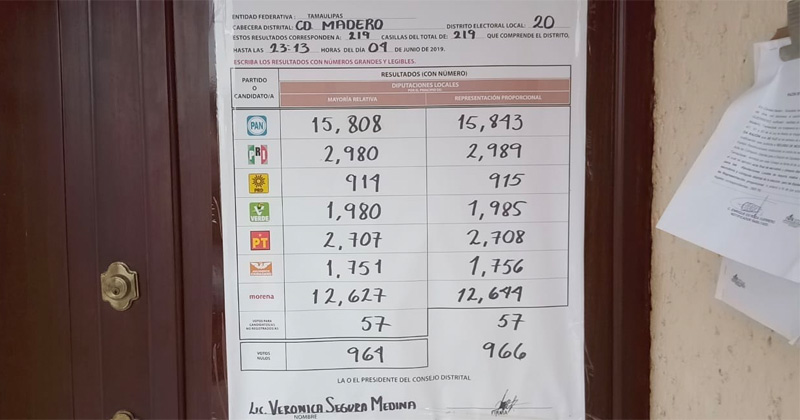 ENTIDAD FEDERATIVA: TAMAULIPAS
CABECERA DISTRITAL: CD. MADERO DISTRITO ELECTORAL LOCAL: 20
ESTOS RESULTADOS CORRESPONDEN A: 219 CASILLAS DEL TOTAL DE: 219 QUE COMPRENDE EL DISTRITO,
HASTA LAS 23:13 HORAS DEL DÍA 04 DE JUNIO DE 2019.
ESCRIBA LOS RESULTADOS CON NÚMEROS GRANDES Y LEGIBLES.
PARTIDO O CANDIDATO/A
RESULTADOS (CON NÚMERO)
DIPUTACIONES LOCALES
MAYORÍA RELATIVA REPRESENTACIÓN PROPORCIONAL
PAN 15,808 15,843
PRI 2,980 2,989
PRD 914 915
VERDE 1,980 1,985
PT 2,707 2,708
1,751 1,756
morena 12,627 12,644
57 57
VOTOS NULOS 964 966
LA O EL PRESIDENTE DEL CONSEJO DISTRITAL
LIC. VERONICA SEGURA MEDINA
NOMBRE FIRMA